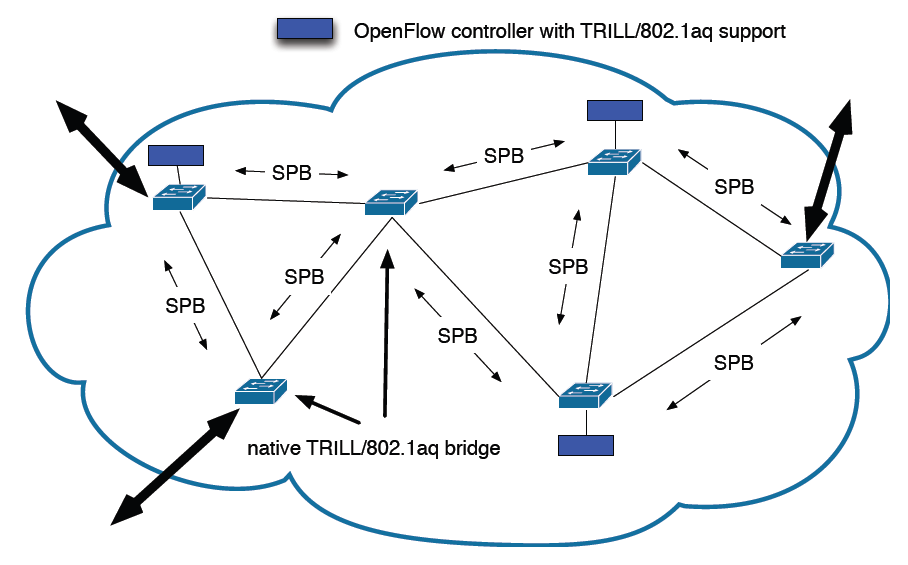 OpenFlow controller with TRILL/802.1aq support
SPB
SPB
SPB
SPB
SPB
SPB
SPB
SPB
native TRILL/802.1aq bridge